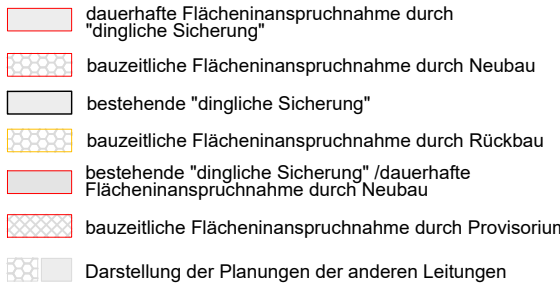 dauerhafte Flächeninanspruchnahme durch
"dingliche Sicherung"
bauzeitliche Flächeninanspruchnahme durch Neubau
bestehende "dingliche Sicherung"
bauzeitliche Flächeninanspruchnahme durch Rückbau
bestehende "dingliche Sicherung" /dauerhafte
Flächeninanspruchnahme durch Neubau
bauzeitliche Flächeninanspruchnahme durch Provisorium
Darstellung der Planungen der anderen Leitungen